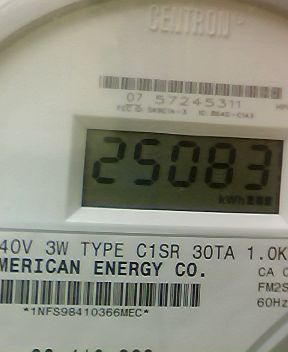 CENTRON
07 57245311
25083
kWh
40V 3W TYPE C1SR 30TA 1.0K
MERICAN ENERGY CO.
CA
FM2S
60Hz
*1NFS98410366MEC*